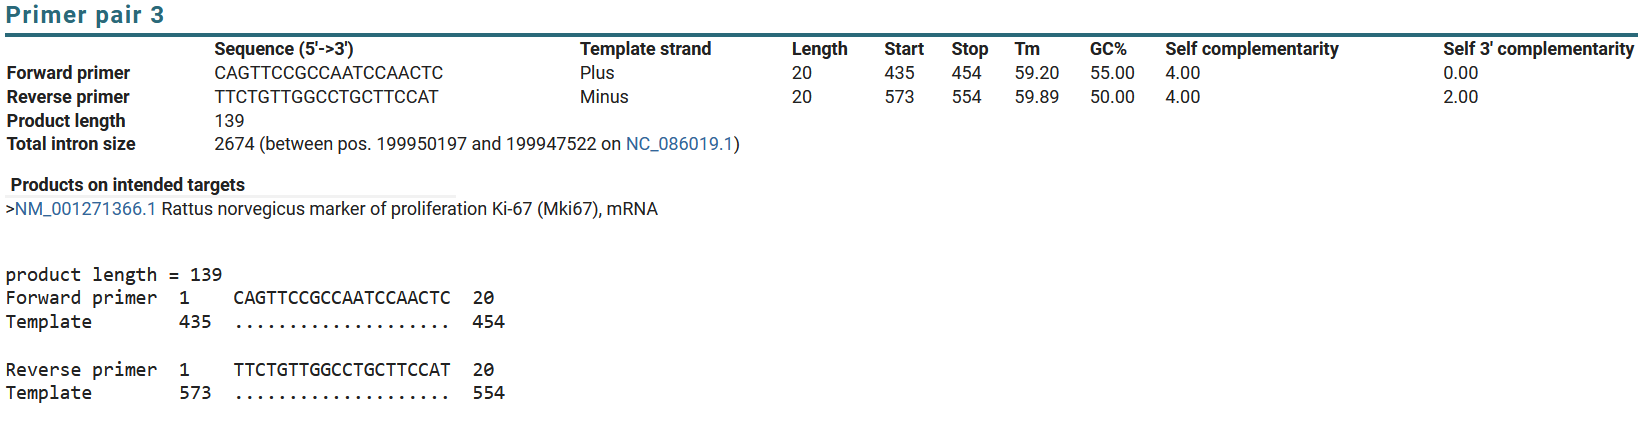 Primer pair 3
Sequence (5'->3') Template strand Length Start Stop Tm GC% Self complementarity Self 3' complementarity
Forward primer CAGTTCCGCCAATCCAACTC Plus 20 435 454 59.20 55.00 4.00 0.00
Reverse primer TTCTGTTGGCCTGCTTCCAT Minus 20 573 554 59.89 50.00 4.00 2.00
Product length 139
Total intron size 2674 (between pos. 199950197 and 199947522 on NC_086019.1)
Products on intended targets
>NM_001271366.1 Rattus norvegicus marker of proliferation Ki-67 (Mki67), mRNA
product length = 139
Forward primer 1 CAGTTCCGCCAATCCAACTC 20
Template 435 .................... 454
Reverse primer 1 TTCTGTTGGCCTGCTTCCAT 20
Template 573 .................... 554